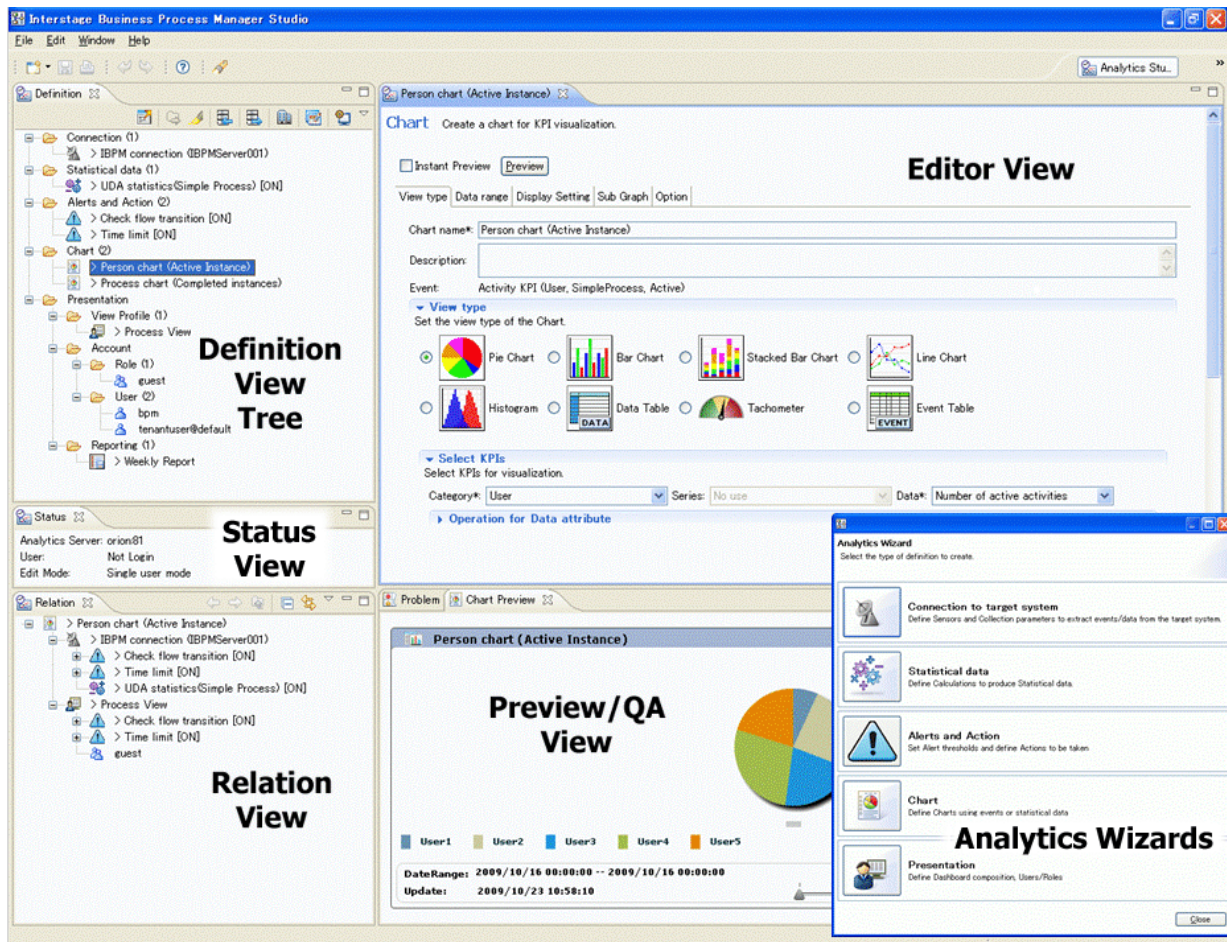 Interstage Business Process Manager Studio
File Edit Window Help
Analytics Stu..
Definition
Connection (1)
> IBPM connection (IBPMServer001)
Statistical data (1)
> UDA statistics(Simple Process) [ON]
Alerts and Action (2)
> Check flow transition [ON]
> Time limit [ON]
Chart (2)
> Person chart (Active Instance)
> Process chart (Completed instances)
Presentation
View Profile (1)
> Process View
Account
Role (1)
guest
User (2)
bpm
tenantuser@default
Reporting (1)
> Weekly Report
Definition
View
Tree
Status
Analytics Server: orion81
User: Not Login
Edit Mode: Single user mode
Status
View
Relation
> Person chart (Active Instance)
> IBPM connection (IBPMServer001)
> Check flow transition [ON]
> Time limit [ON]
> UDA statistics(Simple Process) [ON]
> Process View
> Check flow transition [ON]
> Time limit [ON]
guest
Relation
View
Person chart (Active Instance)
Chart Create a chart for KPI visualization.
Instant Preview Preview
Editor View
View type Data range Display Setting Sub Graph Option
Chart name*: Person chart (Active Instance)
Description:
Event: Activity KPI (User, SimpleProcess, Active)
View type
Set the view type of the Chart.
Pie Chart Bar Chart Stacked Bar Chart Line Chart
Histogram DATA Data Table Tachometer EVENT Event Table
Select KPIs
Select KPIs for visualization.
Category*: User Series: No use Data*: Number of active activities
Operation for Data attribute
Problem Chart Preview
Person chart (Active Instance)
Preview/QA
View
User1 User2 User3 User4 User5
DateRange: 2009/10/16 00:00:00 -- 2009/10/16 00:00:00
Update: 2009/10/23 10:58:10
Analytics Wizard
Select the type of definition to create.
Connection to target system
Define Sensors and Collection parameters to extract events/data from the target system.
Statistical data
Define Calculations to produce Statistical data.
Alerts and Action
Set Alert thresholds and define Actions to be taken
Chart
Define Charts using events or statistical data
Analytics Wizards
Presentation
Define Dashboard composition, Users/Roles
Close